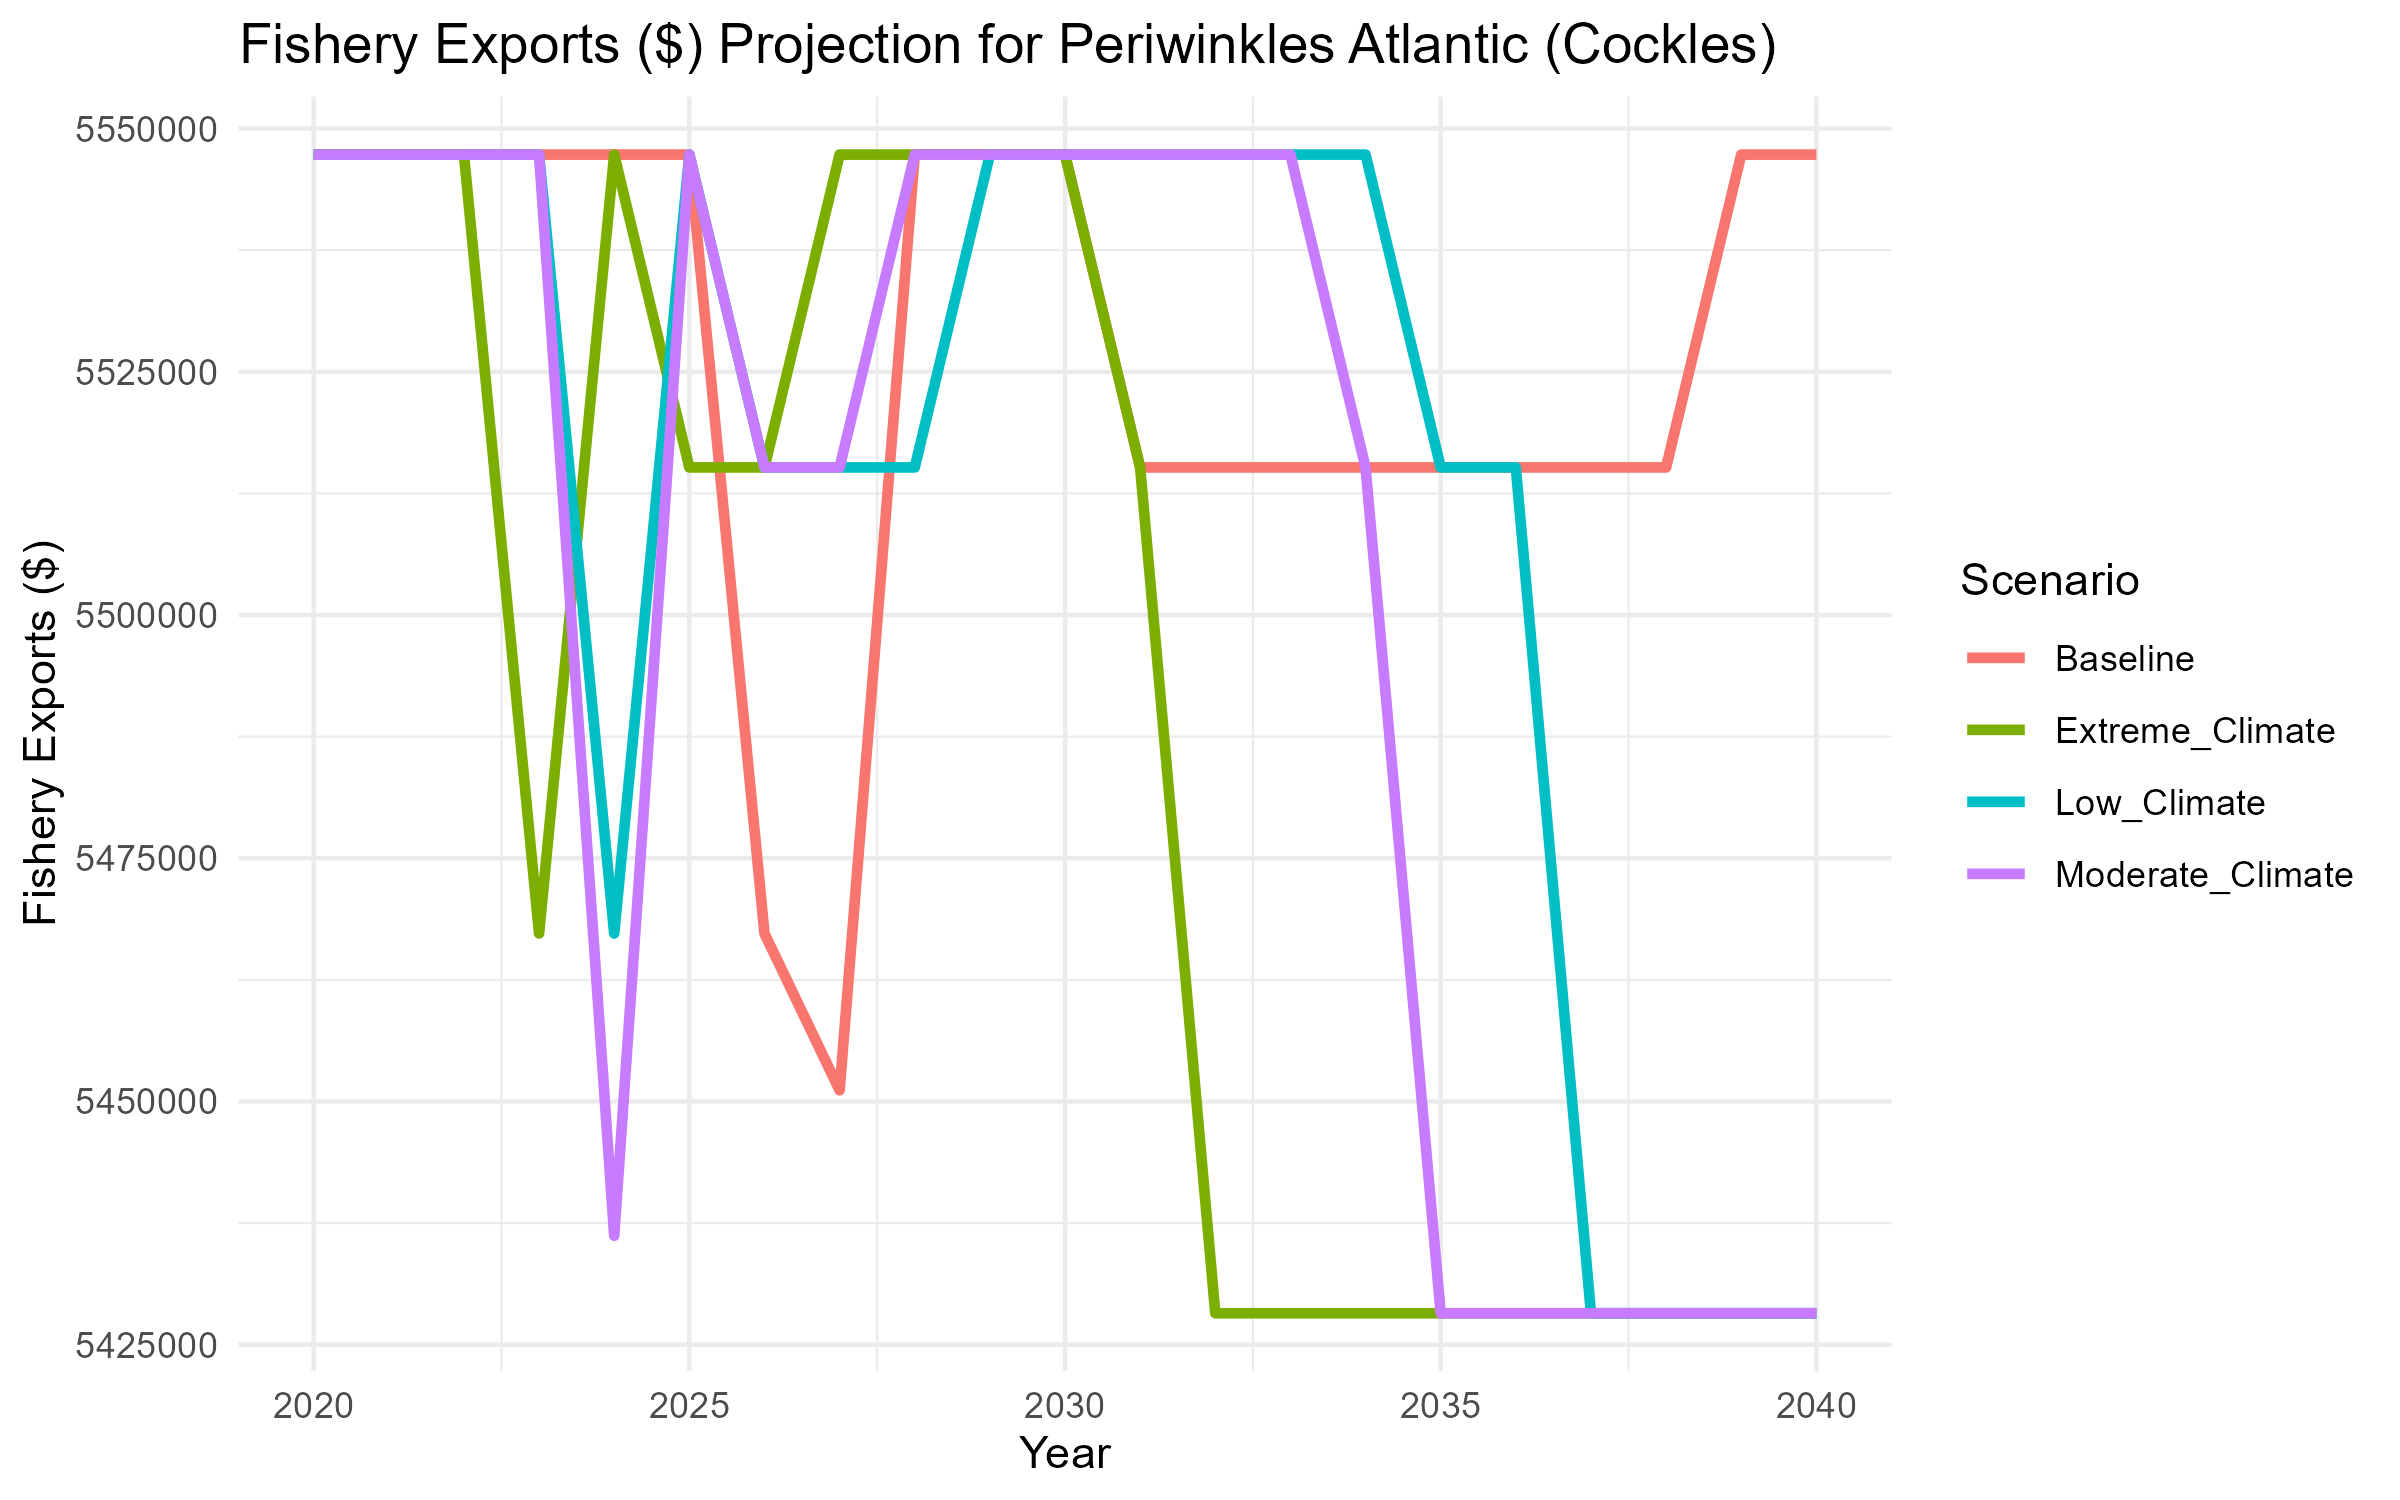 Fishery Exports ($) Projection for Periwinkles Atlantic (Cockles)
Fishery Exports ($)
5550000
5525000
5500000
5475000
5450000
5425000
2020 2025 2030 2035 2040
Year
Scenario
Baseline
Extreme_Climate
Low_Climate
Moderate_Climate